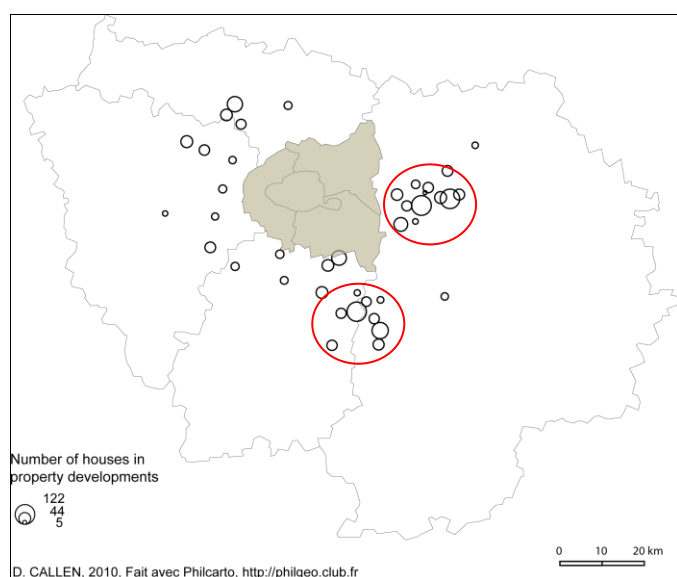 Number of houses in
property developments
122
44
5
0 10 20 km
D. CALLEN, 2010, Fait avec Philcarto, http://philgeo.club.fr